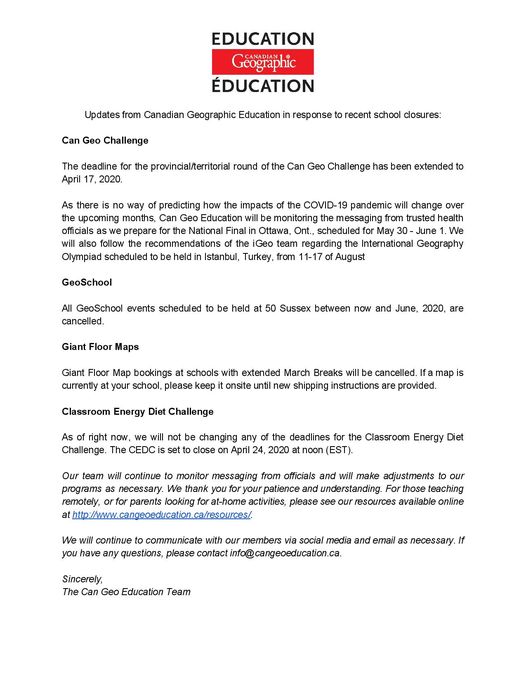 EDUCATION
CANADIAN
Geographic
ÉDUCATION
Updates from Canadian Geographic Education in response to recent school closures:
Can Geo Challenge
The deadline for the provincial/territorial round of the Can Geo Challenge has been extended to
April 17, 2020.
As there is no way of predicting how the impacts of the COVID-19 pandemic will change over
the upcoming months, Can Geo Education will be monitoring the messaging from trusted health
officials as we prepare for the National Final in Ottawa, Ont., scheduled for May 30 - June 1. We
will also follow the recommendations of the iGeo team regarding the International Geography
Olympiad scheduled to be held in Istanbul, Turkey, from 11-17 of August
GeoSchool
All GeoSchool events scheduled to be held at 50 Sussex between now and June, 2020, are
cancelled.
Giant Floor Maps
Giant Floor Map bookings at schools with extended March Breaks will be cancelled. If a map is
currently at your school, please keep it onsite until new shipping instructions are provided.
Classroom Energy Diet Challenge
As of right now, we will not be changing any of the deadlines for the Classroom Energy Diet
Challenge. The CEDC is set to close on April 24, 2020 at noon (EST).
Our team will continue to monitor messaging from officials and will make adjustments to our
programs as necessary. We thank you for your patience and understanding. For those teaching
remotely, or for parents looking for at-home activities, please see our resources available online
at http://www.cangeoeducation.ca/resources/.
We will continue to communicate with our members via social media and email as necessary. If
you have any questions, please contact info@cangeoeducation.ca.
Sincerely,
The Can Geo Education Team